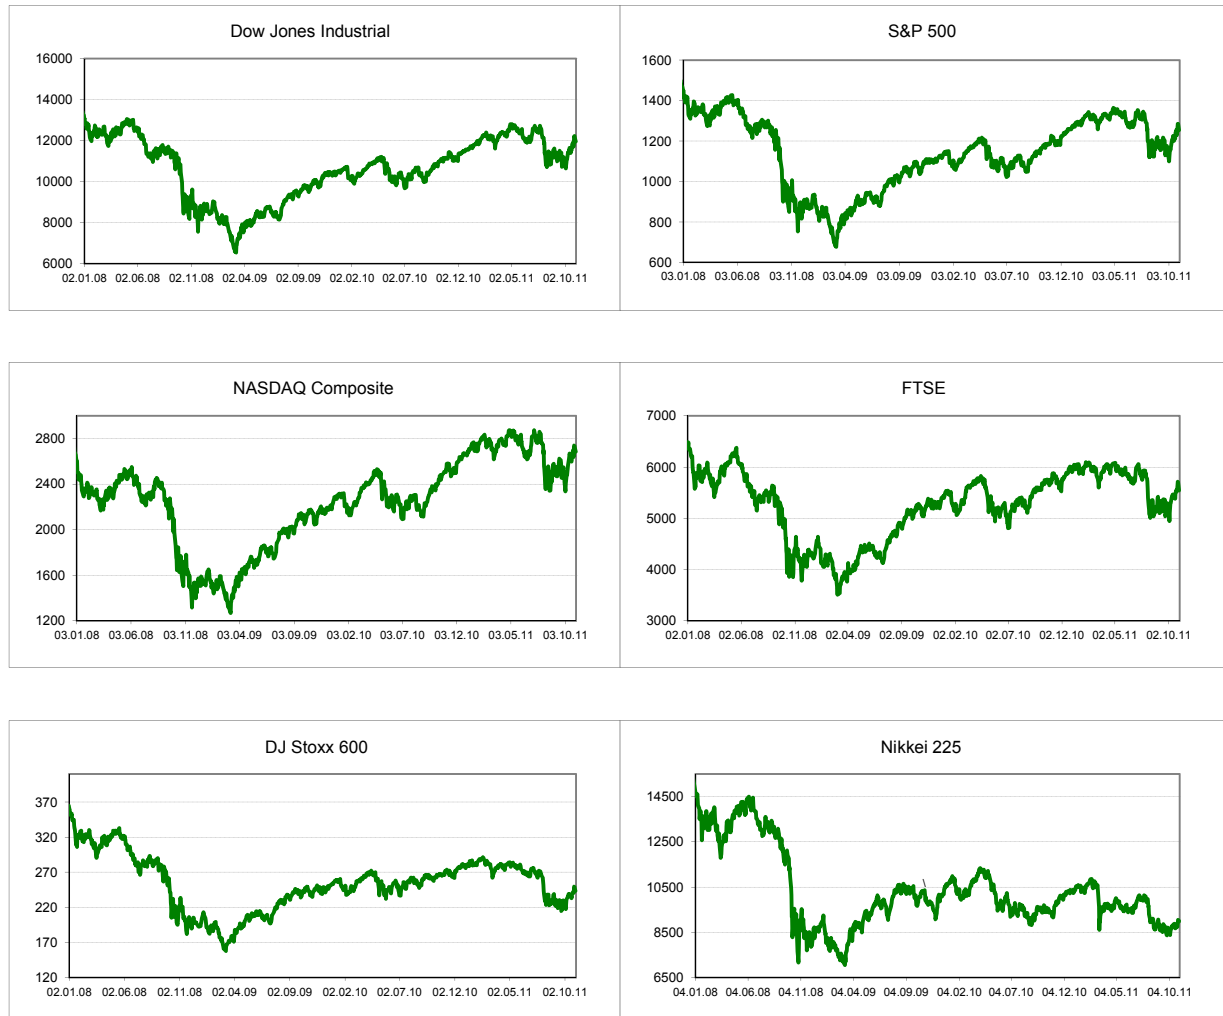 Dow Jones Industrial
16000
14000
12000
10000
8000
6000
02.01.08 02.06.08 02.11.08 02.04.09 02.09.09 02.02.10 02.07.10 02.12.10 02.05.11 02.10.11
S&P 500
1600
1400
1200
1000
800
600
03.01.08 03.06.08 03.11.08 03.04.09 03.09.09 03.02.10 03.07.10 03.12.10 03.05.11 03.10.11
NASDAQ Composite
2800
2400
2000
1600
1200
03.01.08 03.06.08 03.11.08 03.04.09 03.09.09 03.02.10 03.07.10 03.12.10 03.05.11 03.10.11
FTSE
7000
6000
5000
4000
3000
02.01.08 02.06.08 02.11.08 02.04.09 02.09.09 02.02.10 02.07.10 02.12.10 02.05.11 02.10.11
DJ Stoxx 600
370
320
270
220
170
120
02.01.08 02.06.08 02.11.08 02.04.09 02.09.09 02.02.10 02.07.10 02.12.10 02.05.11 02.10.11
Nikkei 225
14500
12500
10500
8500
6500
04.01.08 04.06.08 04.11.08 04.04.09 04.09.09 04.02.10 04.07.10 04.12.10 04.05.11 04.10.11